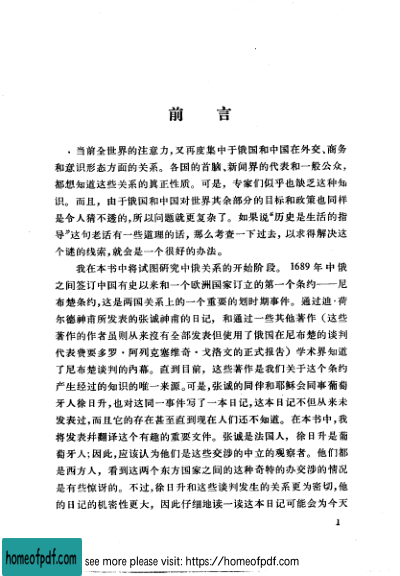 前言
·当前全世界的注意力，又再度集中于俄国和中国在外交、商务
和意识形态方面的关系。各国的首脑、新闻界的代表和一般公众，
都想知道这些关系的真正性质。可是，专家们似乎也缺乏这种知
识。而且，由于俄国和中国对世界其余部分的目标和政策也同样
是令人猜不透的，所以问题就更复杂了。如果说“历史是生活的指
导”这句老话有一些道理的话，那么考查一下过去，以求得解决这
个谜的线索，就会是一个很好的办法。
我在本书中将试图研究中俄关系的开始阶段。1689年中俄
之间签订中国有史以来和一个欧洲国家订立的第一个条约——尼
布楚条约，这是两国关系上的一个重要的划时期事件。通过迪·荷
尔德神甫所发表的张诚神甫的日记，和通过一些其他著作（这些
著作的作者虽则从来沒有全部发表但使用了俄国在尼布楚的谈判
代表费要多罗·阿列克塞维奇·戈洛文的正式报告）学术界知道
了尼布楚谈判的内幕。直到目前，这些著作是我们关于这个条约
产生经过的知识的唯一来源。可是，张诚的同伴和耶稣会同事葡萄
牙人徐日升，也对这同一事件写了一本日记，这本日记不但从来未
发表过，而且它的存在甚至直到现在人们还不知道。在本书中，我
将发表幷翻译这个有趣的重要文件。张诚是法国人，徐日升是葡
萄牙人；因此，应该认为他们是这些交涉的中立的观察者。他们都
是西方人，看到这两个东方国家之间的这种奇特的办交涉的情况
是有些惊讶的。不过，徐日升和这些谈判发生的关系更为密切，他
的日记的机密性更大，因此仔细地读一读这本日记可能会为今天
1
homeofpdf.com
see more please visit: https://homeofpdf.com